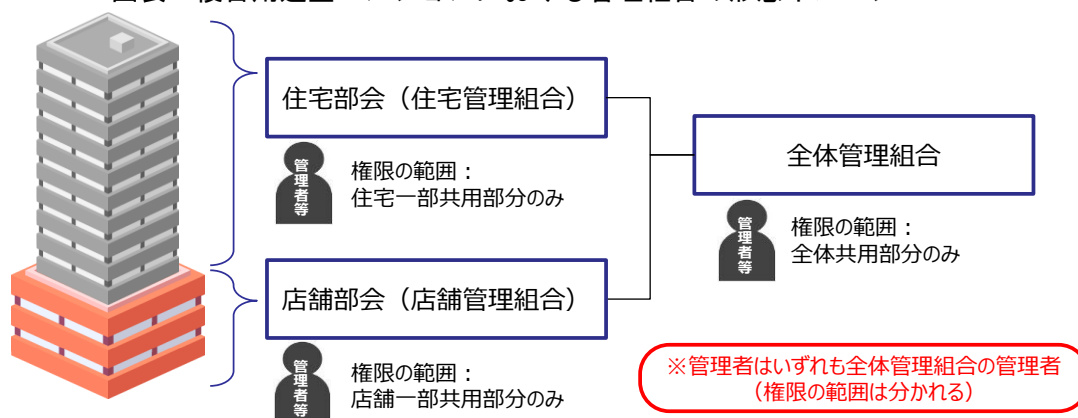 住宅部会（住宅管理組合）
管理者等
権限の範囲：
住宅一部共用部分のみ
全体管理組合
管理者等
権限の範囲：
全体共用部分のみ
店舗部会（店舗管理組合）
管理者等
権限の範囲：
店舗一部共用部分のみ
※管理者はいずれも全体管理組合の管理者
（権限の範囲は分かれる）